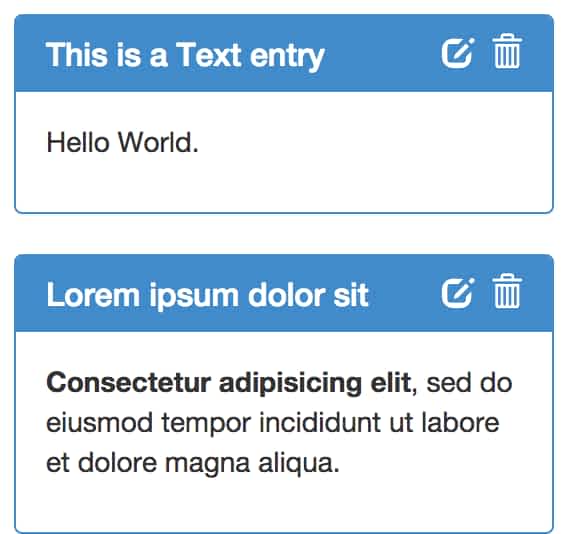 This is a Text entry
Hello World.
Lorem ipsum dolor sit
Consectetur adipisicing elit, sed do
eiusmod tempor incididunt ut labore
et dolore magna aliqua.